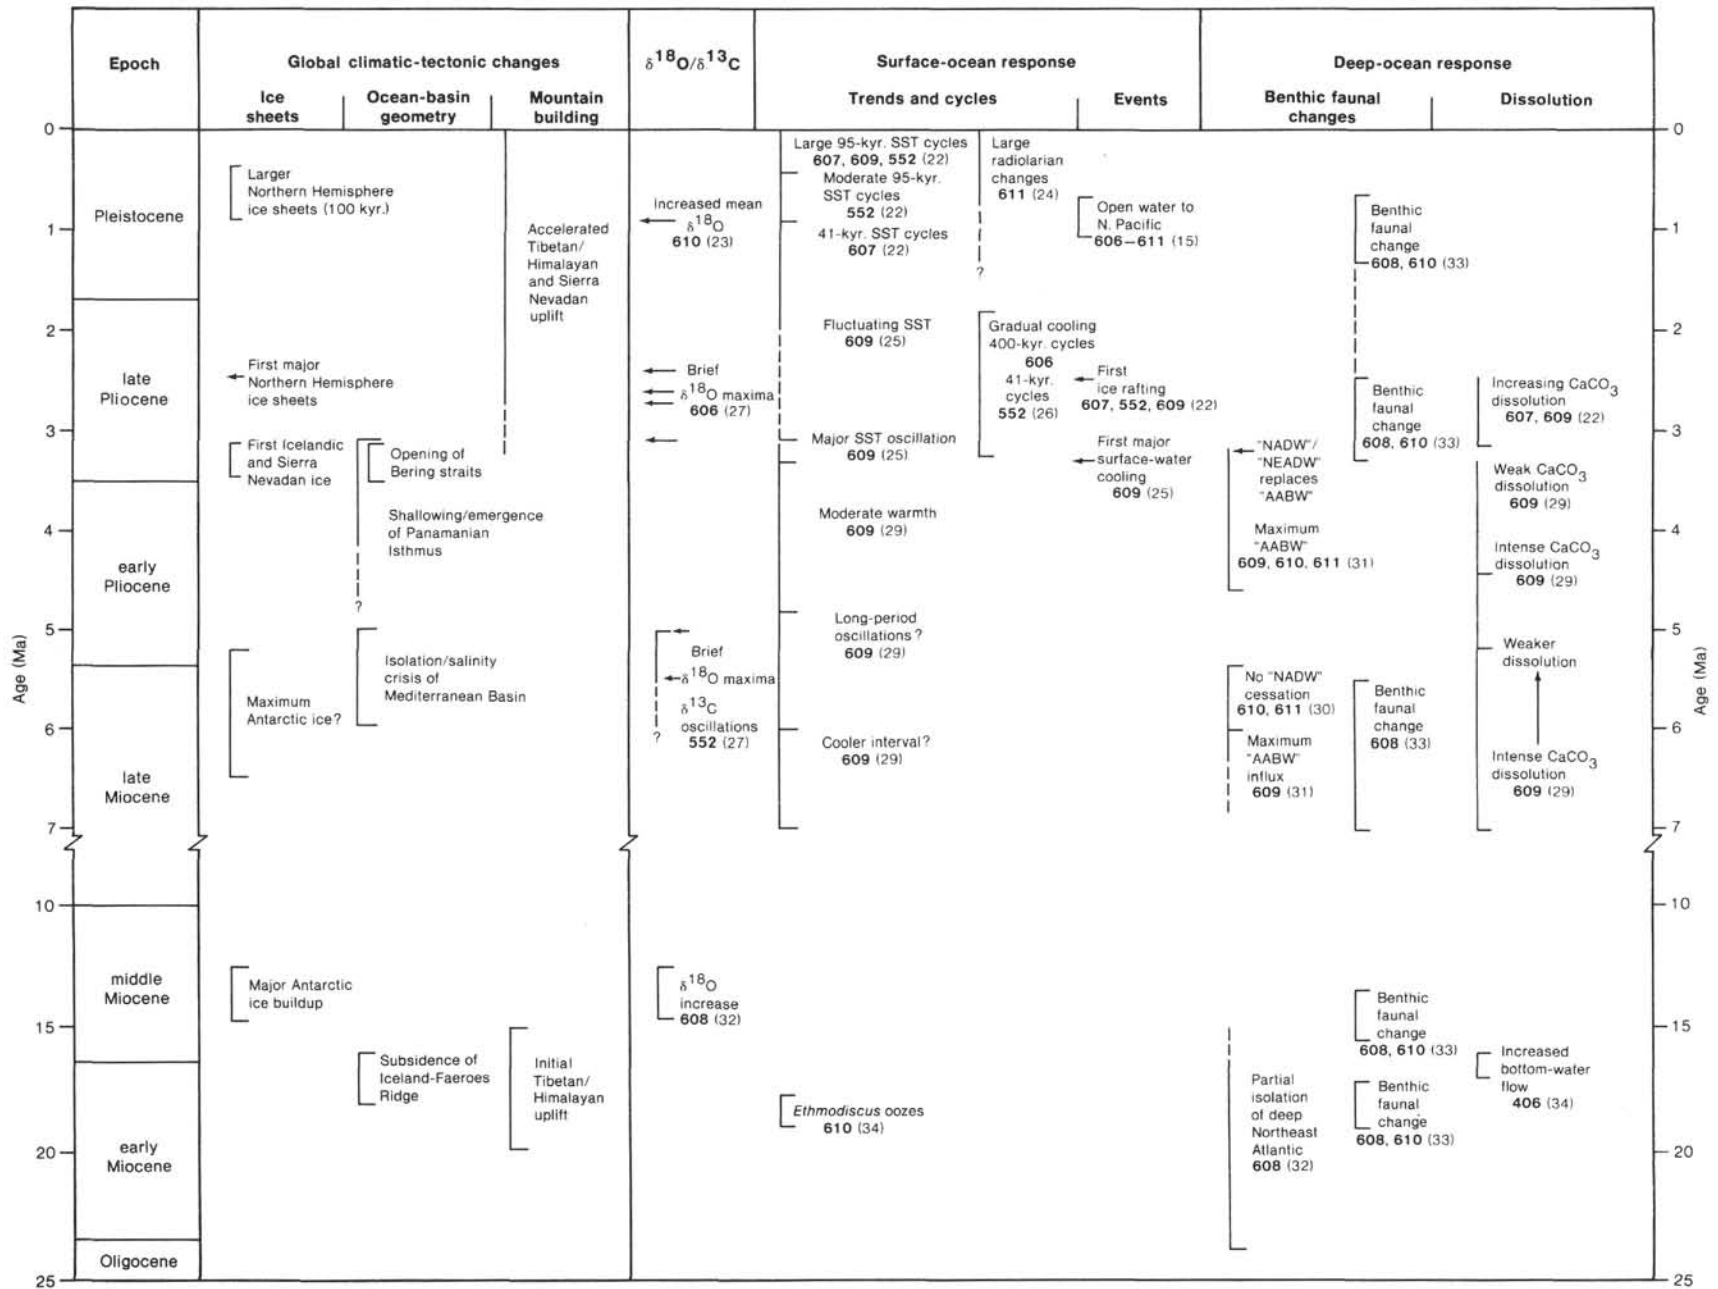 Epoch
Global climatic-tectonic changes
δ18O/δ13C
Surface-ocean response
Deep-ocean response
Ice
sheets
Ocean-basin
geometry
Mountain
building
Trends and cycles
Events
Benthic faunal
changes
Dissolution
0
1
2
3
4
5
6
7
10
15
20
25
Age (Ma)
Pleistocene
late
Pliocene
early
Pliocene
late
Miocene
middle
Miocene
early
Miocene
Oligocene
Larger
Northern Hemisphere
ice sheets (100 kyr.)
First major
Northern Hemisphere
ice sheets
First Icelandic
and Sierra
Nevadan ice
Maximum
Antarctic ice?
Major Antarctic
ice buildup
Opening of
Bering straits
Shallowing/emergence
of Panamanian
Isthmus
?
Isolation/salinity
crisis of
Mediterranean Basin
Subsidence of
Iceland-Faeroes
Ridge
Accelerated
Tibetan/
Himalayan
and Sierra
Nevadan
uplift
Initial
Tibetan/
Himalayan
uplift
Increased mean
δ18O
610 (23)
Brief
δ18O maxima
606 (27)
Brief
δ18O maxima
δ13C
oscillations
? 552 (27)
δ18O
increase
608 (32)
Large 95-kyr. SST cycles
607, 609, 552 (22)
Moderate 95-kyr.
SST cycles
552 (22)
41-kyr. SST cycles
607 (22)
Fluctuating SST
609 (25)
Major SST oscillation
609 (25)
Moderate warmth
609 (29)
Long-period
oscillations?
609 (29)
Cooler interval?
609 (29)
Ethmodiscus oozes
610 (34)
Large
radiolarian
changes
611 (24)
?
Gradual cooling
400-kyr. cycles
606
41-kyr.
cycles
552 (26)
Open water to
N. Pacific
606–611 (15)
First
ice rafting
607, 552, 609 (22)
First major
surface-water
cooling
609 (25)
"NADW"/
"NEADW"
replaces
"AABW"
Maximum
"AABW"
609, 610, 611 (31)
No "NADW"
cessation
610, 611 (30)
Maximum
"AABW"
influx
609 (31)
Partial
isolation
of deep
Northeast
Atlantic
608 (32)
Benthic
faunal
change
608, 610 (33)
Benthic
faunal
change
608, 610 (33)
Benthic
faunal
change
608 (33)
Benthic
faunal
change
608, 610 (33)
Benthic
faunal
change
608, 610 (33)
Increasing CaCO3
dissolution
607, 609 (22)
Weak CaCO3
dissolution
609 (29)
Intense CaCO3
dissolution
609 (29)
Weaker
dissolution
Intense CaCO3
dissolution
609 (29)
Increased
bottom-water
flow
406 (34)
0
1
2
3
4
5
6
7
10
15
20
25
Age (Ma)